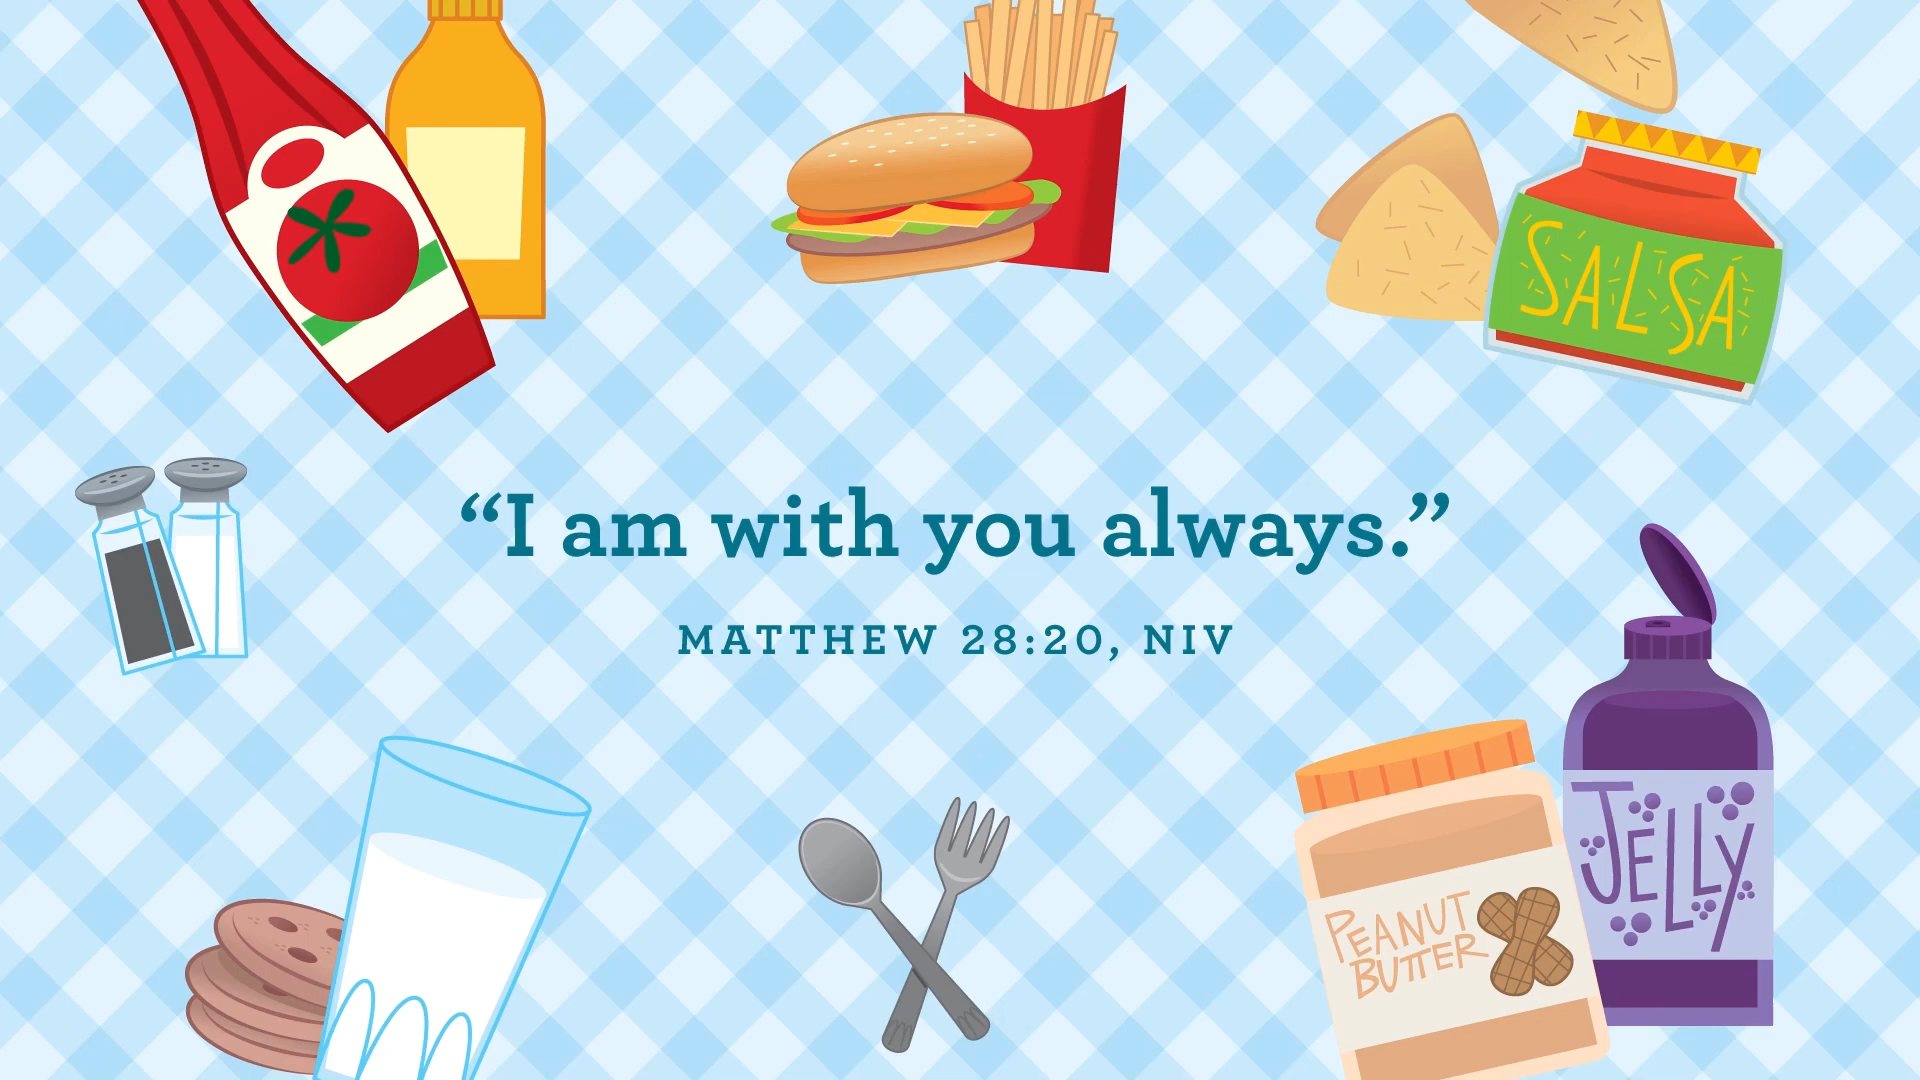 SALSA
“I am with you always.”
MATTHEW 28:20, NIV
JELLY
PEANUT
BUTTER